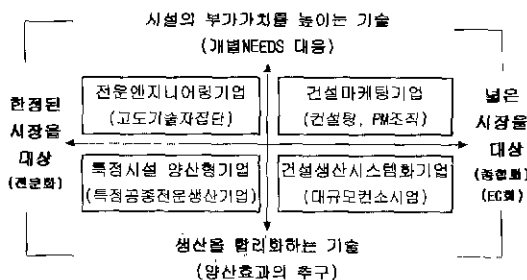 시설의 부가가치를 높이는 기술
(개별NEEDS 대응)
한정된
시장을
대상
(전문화)
전문엔지니어링기업
(고도기술자집단)
건설마케팅기업
(컨설팅, PM조직)
넓은
시장을
대상
(종합화)
(EC화)
특정시설 양산형기업
(특정공종전문생산기업)
건설생산시스템화기업
(대규모컨소시업)
생산을 합리화하는 기술
(양산효과의 추구)